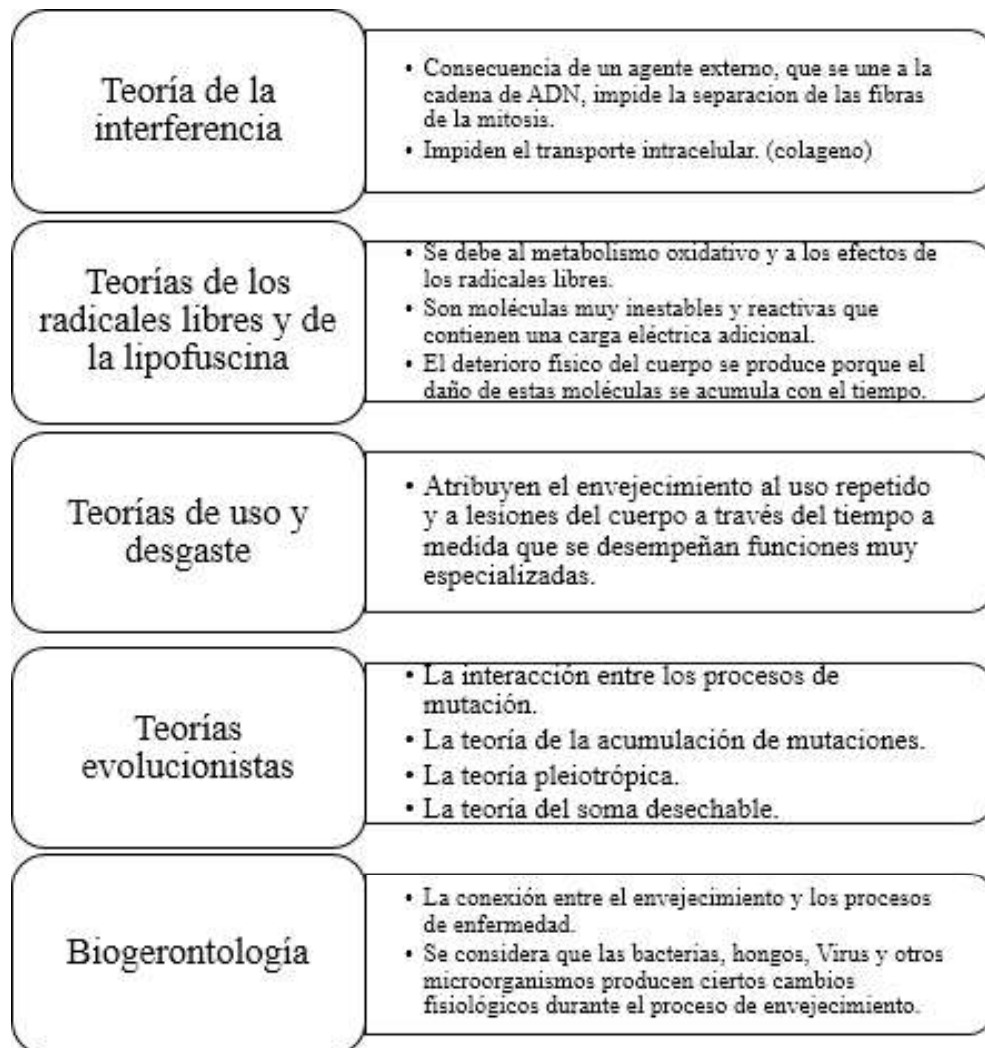 Teoría de la
interferencia
• Consecuencia de un agente externo, que se une a la
cadena de ADN, impide la separacion de las fibras
de la mitosis.
• Impiden el transporte intracelular. (colageno)
Teorías de los
radicales libres y de
la lipofuscina
• Se debe al metabolismo oxidativo y a los efectos de
los radicales libres.
• Son moléculas muy inestables y reactivas que
contienen una carga eléctrica adicional.
• El deterioro físico del cuerpo se produce porque el
daño de estas moléculas se acumula con el tiempo.
Teorías de uso y
desgaste
• Atribuyen el envejecimiento al uso repetido
y a lesiones del cuerpo a través del tiempo a
medida que se desempeñan funciones muy
especializadas.
Teorías
evolucionistas
• La interacción entre los procesos de
mutación.
• La teoría de la acumulación de mutaciones.
• La teoría pleiotrópica.
• La teoría del soma desechable.
Biogerontología
• La conexión entre el envejecimiento y los procesos
de enfermedad.
• Se considera que las bacterias, hongos, Virus y otros
microorganismos producen ciertos cambios
fisiológicos durante el proceso de envejecimiento.